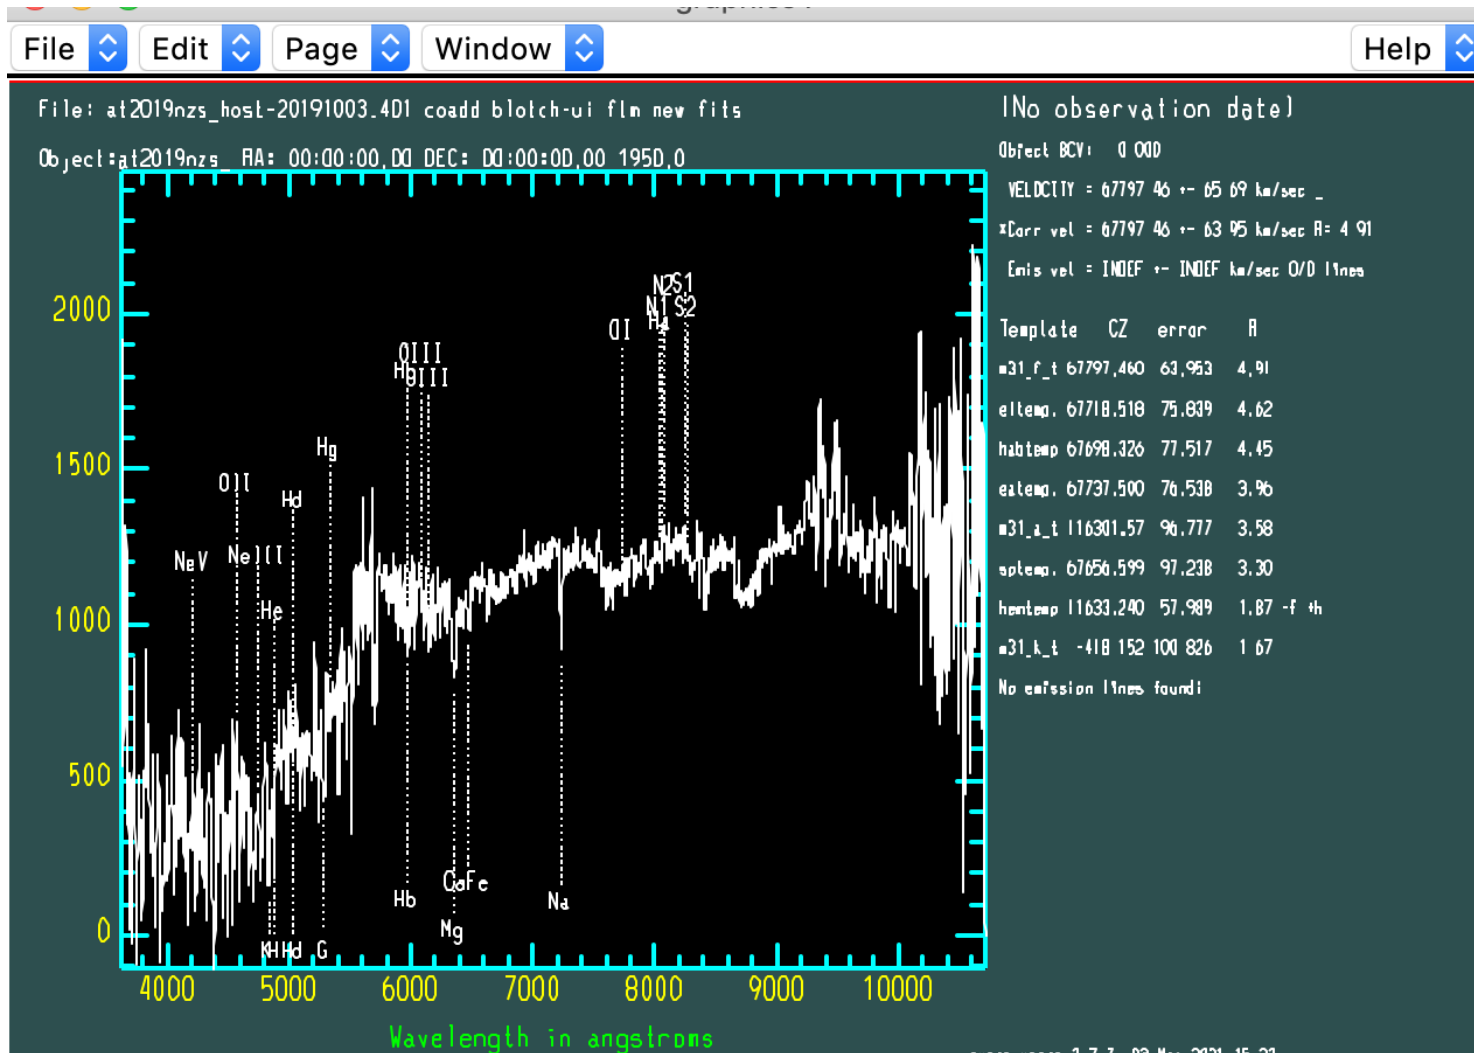 File Edit Page Window Help
File: at2019nzs_host-20191003.4D1 coadd blotch-ui flm new fits
(No observation date)
Object:at2019nzs_ RA: 00:00:00,00 DEC: 00:00:00,00 1950,0
Object BCV: 0 000
VELOCITY = 67797 46 +- 65 69 km/sec _
*Corr vel = 67797 46 +- 63 95 km/sec R= 4 91
Emis vel = INDEF +- INDEF km/sec 0/0 lines
Template CZ error R
m31_f_t 67797,460 63,953 4,91
eltemp. 67718.518 75.839 4.62
habtemp 67698.326 77.517 4.45
eatemp. 67737.500 76.538 3.96
m31_a_t 116301.57 96.777 3.58
sptemp. 67656.599 97.238 3.30
hemtemp 11633.240 57.989 1.87 -f +h
m31_k_t -418 152 100 826 1 67
No emission lines found:
2000
1500
1000
500
0
N2 S1
N1 S2
Ha
OI
OIII
Hb
OIII
Hg
OII
Hd
NeV
NeIII
He
Hb
CaFe
Mg
Na
K H Hd G
4000 5000 6000 7000 8000 9000 10000
Wavelength in angstroms